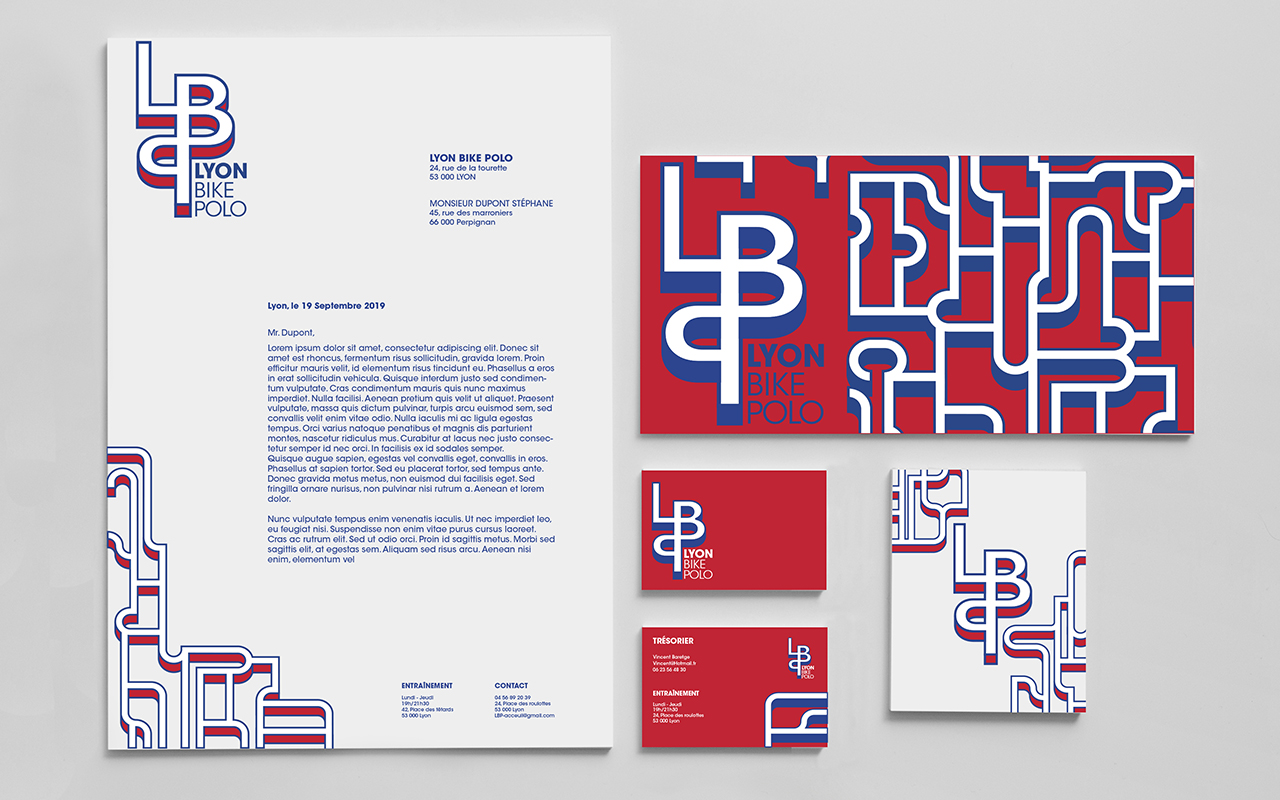 LBP
LYON
BIKE
POLO
LYON BIKE POLO
24, rue de la tourette
53 000 LYON
MONSIEUR DUPONT STÉPHANE
45, rue des marroniers
66 000 Perpignan
Lyon, le 19 Septembre 2019
Mr. Dupont,
Lorem ipsum dolor sit amet, consectetur adipiscing elit. Donec sit
amet est rhoncus, fermentum risus sollicitudin, gravida lorem. Proin
efficitur mauris velit, id elementum risus tincidunt eu. Phasellus a eros
in erat sollicitudin vehicula. Quisque interdum justo sed condimen-
tum vulputate. Cras condimentum mauris quis nunc maximus
imperdiet. Nulla facilisi. Aenean pretium quis velit ut aliquet. Praesent
vulputate, massa quis dictum pulvinar, turpis arcu euismod sem, sed
convallis velit enim vitae odio. Nulla iaculis mi ac ligula egestas
tempus. Orci varius natoque penatibus et magnis dis parturient
montes, nascetur ridiculus mus. Curabitur at lacus nec justo consec-
tetur semper id nec orci. In facilisis ex id sodales semper.
Quisque augue sapien, egestas vel convallis eget, convallis in eros.
Phasellus at sapien tortor. Sed eu placerat tortor, sed tempus ante.
Donec gravida metus metus, non euismod dui facilisis eget. Sed
fringilla ornare nurisus, non pulvinar nisi rutrum a. Aenean et lorem
dolor.
Nunc vulputate tempus enim venenatis iaculis. Ut nec imperdiet leo,
eu feugiat nisi. Suspendisse non enim vitae purus cursus laoreet.
Cras ac rutrum elit. Sed ut odio orci. Proin id sagittis metus. Morbi sed
sagittis elit, at egestas sem. Aliquam sed risus arcu. Aenean nisi
enim, elementum vel
ENTRAÎNEMENT
Lundi - Jeudi
19h/21h30
42, Place des têtards
53 000 Lyon
CONTACT
04 56 89 20 39
24, Place des roulottes
53 000 Lyon
LBP-acceuil@gmail.com
LBP
LYON
BIKE
POLO
LBP
LYON
BIKE
POLO
TRÉSORIER
Vincent Baretge
Vincent@Hotmail.fr
06 23 56 48 30
ENTRAÎNEMENT
Lundi - Jeudi
19h/21h30
24, Place des roulottes
53 000 Lyon
LBP
LYON
BIKE
POLO
LBP